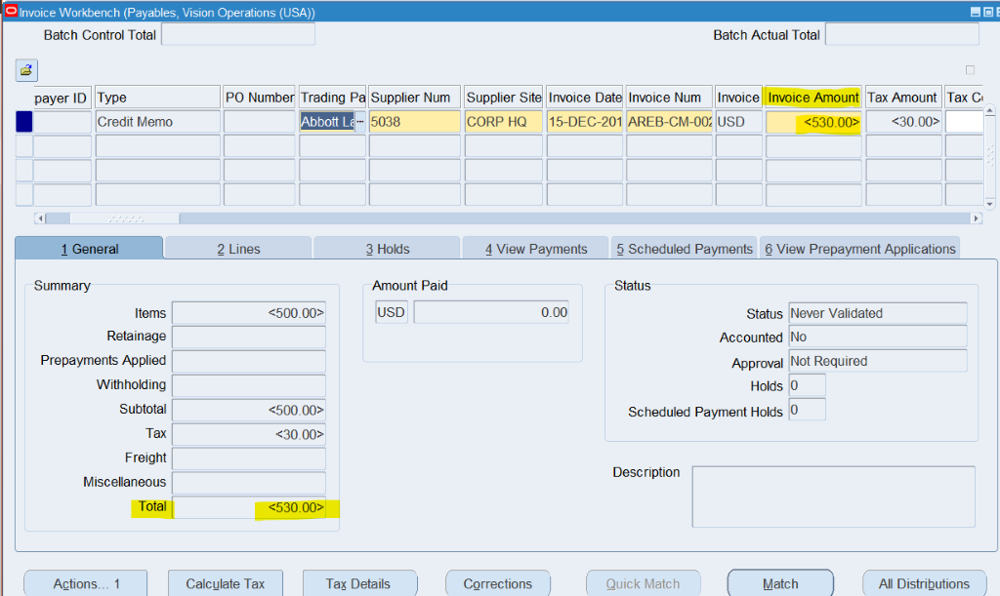 Invoice Workbench (Payables, Vision Operations (USA))
Batch Control Total Batch Actual Total
payer ID Type PO Number Trading Pa Supplier Num Supplier Site Invoice Date Invoice Num Invoice Invoice Amount Tax Amount Tax Co
Credit Memo Abbott La ... 5038 CORP HQ 15-DEC-201 AREB-CM-002 USD <530.00> <30.00>
1 General 2 Lines 3 Holds 4 View Payments 5 Scheduled Payments 6 View Prepayment Applications
Summary
Items <500.00>
Retainage
Prepayments Applied
Withholding
Subtotal <500.00>
Tax <30.00>
Freight
Miscellaneous
Total <530.00>
Amount Paid
USD 0.00
Status
Status Never Validated
Accounted No
Approval Not Required
Holds 0
Scheduled Payment Holds 0
Description
Actions... 1 Calculate Tax Tax Details Corrections Quick Match Match All Distributions